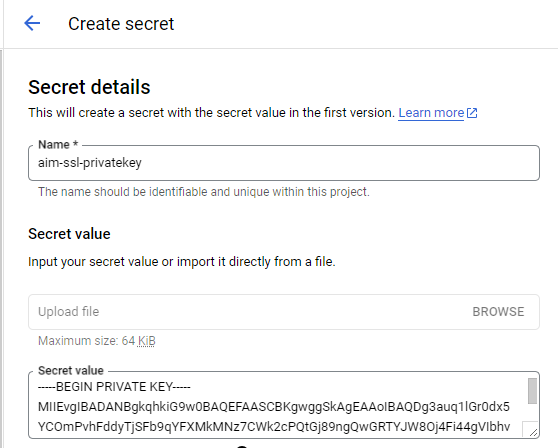 Create secret
Secret details
This will create a secret with the secret value in the first version. Learn more
Name *
aim-ssl-privatekey
The name should be identifiable and unique within this project.
Secret value
Input your secret value or import it directly from a file.
Upload file BROWSE
Maximum size: 64 KiB
Secret value
-----BEGIN PRIVATE KEY-----
MIIEvgIBADANBgkqhkiG9w0BAQEFAASCBKgwggSkAgEAAoIBAQDg3auq1lGr0dx5
YCOmPvhFddyTjSFb9qYFXMkMNz7CWk2cPQtGj89ngQwGRTYJW8Oj4Fi44gVIbhv